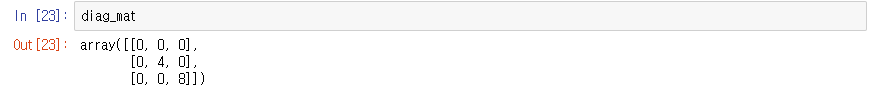 In [23]: diag_mat
Out[23]: array([[0, 0, 0],
[0, 4, 0],
[0, 0, 8]])